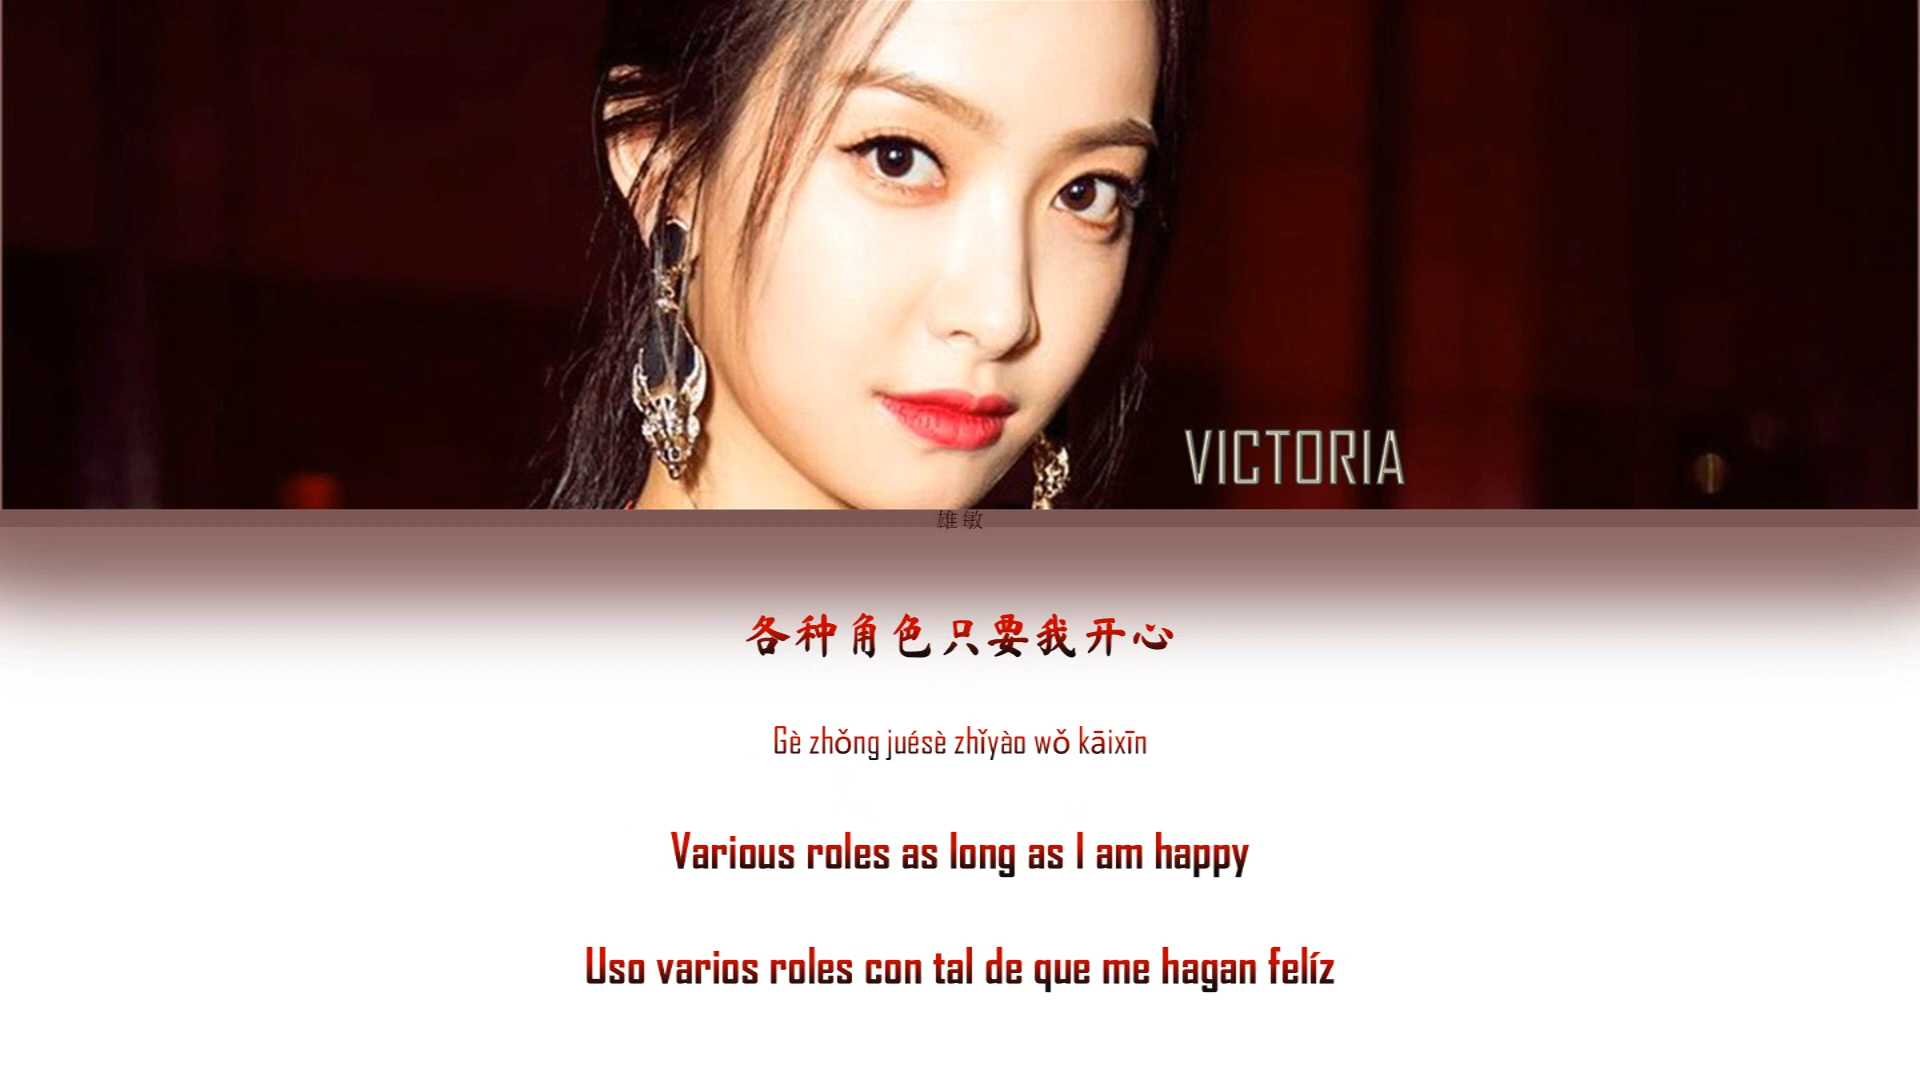 VICTORIA
雄敏
各种角色只要我开心
Gè zhǒng juésè zhǐyào wǒ kāixīn
Various roles as long as I am happy
Uso varios roles con tal de que me hagan felíz